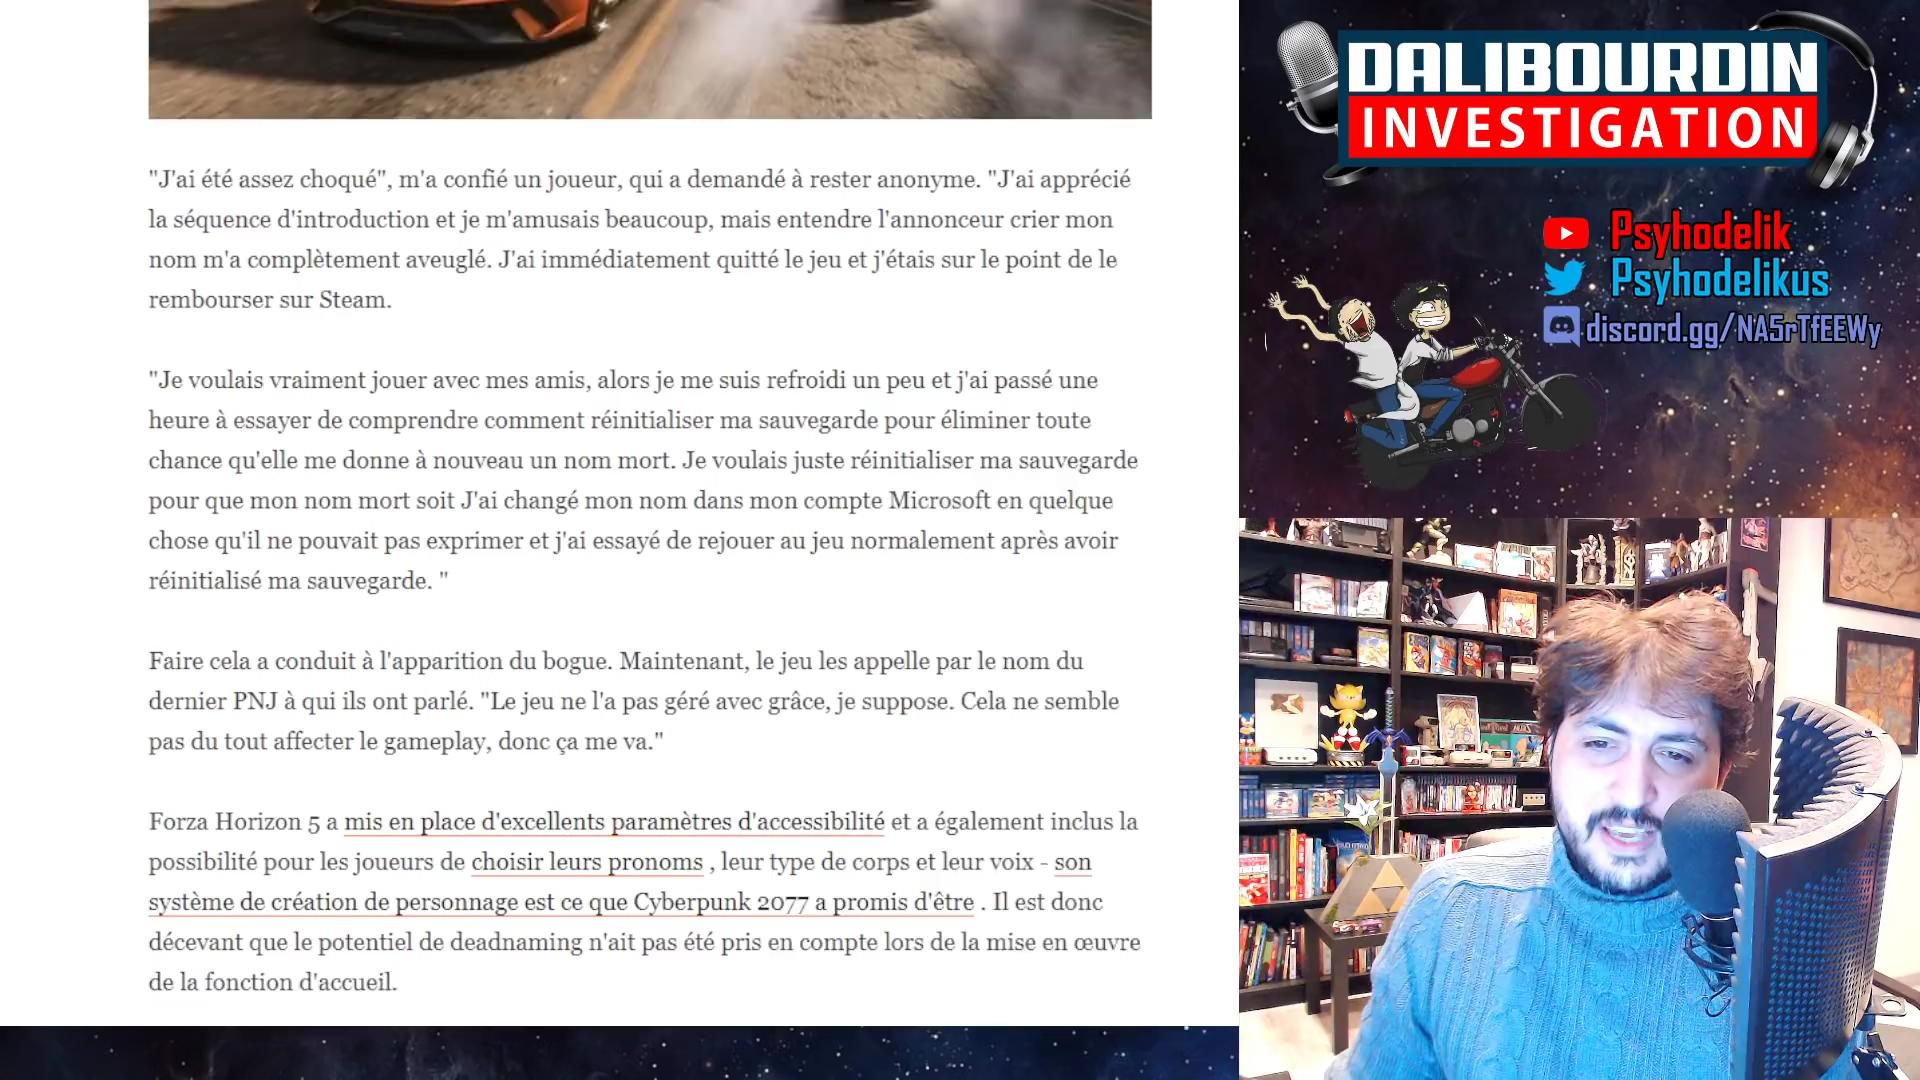 "J'ai été assez choqué", m'a confié un joueur, qui a demandé à rester anonyme. "J'ai apprécié
la séquence d'introduction et je m'amusais beaucoup, mais entendre l'annonceur crier mon
nom m'a complètement aveuglé. J'ai immédiatement quitté le jeu et j'étais sur le point de le
rembourser sur Steam.
"Je voulais vraiment jouer avec mes amis, alors je me suis refroidi un peu et j'ai passé une
heure à essayer de comprendre comment réinitialiser ma sauvegarde pour éliminer toute
chance qu'elle me donne à nouveau un nom mort. Je voulais juste réinitialiser ma sauvegarde
pour que mon nom mort soit J'ai changé mon nom dans mon compte Microsoft en quelque
chose qu'il ne pouvait pas exprimer et j'ai essayé de rejouer au jeu normalement après avoir
réinitialisé ma sauvegarde. "
Faire cela a conduit à l'apparition du bogue. Maintenant, le jeu les appelle par le nom du
dernier PNJ à qui ils ont parlé. "Le jeu ne l'a pas géré avec grâce, je suppose. Cela ne semble
pas du tout affecter le gameplay, donc ça me va."
Forza Horizon 5 a mis en place d'excellents paramètres d'accessibilité et a également inclus la
possibilité pour les joueurs de choisir leurs pronoms , leur type de corps et leur voix - son
système de création de personnage est ce que Cyberpunk 2077 a promis d'être . Il est donc
décevant que le potentiel de deadnaming n'ait pas été pris en compte lors de la mise en œuvre
de la fonction d'accueil.
DALIBOURDIN
INVESTIGATION
Psyhodelik
Psyhodelikus
discord.gg/NA5rTfEEWy